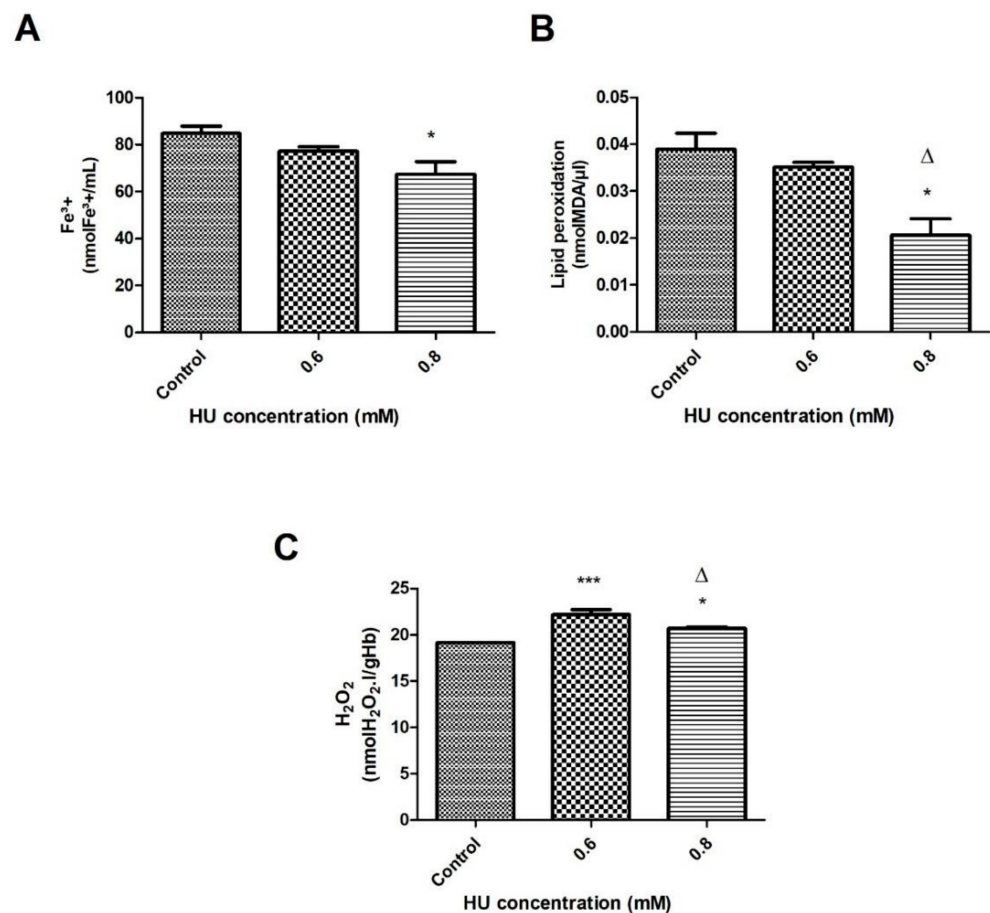 A
B
100
80
60
40
20
0
Fe³⁺
(nmolFe³⁺/mL)
*
Control
0.6
0.8
HU concentration (mM)
0.05
0.04
0.03
0.02
0.01
0.00
Lipid peroxidation
(nmolMDA/µl)
Δ
*
Control
0.6
0.8
HU concentration (mM)
C
25
20
15
10
5
0
H₂O₂
(nmolH₂O₂.l/gHb)
***
Δ
*
Control
0.6
0.8
HU concentration (mM)